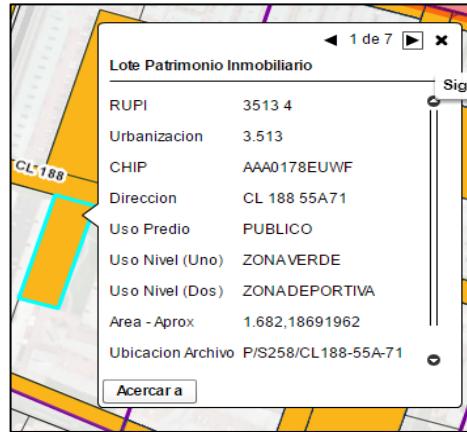 1 de 7
Lote Patrimonio Inmobiliario
Sig
RUPI 3513 4
Urbanizacion 3.513
CHIP AAA0178EUWF
CL 188
Direccion CL 188 55A71
Uso Predio PUBLICO
Uso Nivel (Uno) ZONAVERDE
Uso Nivel (Dos) ZONADEPORTIVA
Area - Aprox 1.682,18691962
Ubicacion Archivo P/S258/CL188-55A-71
Acercar a